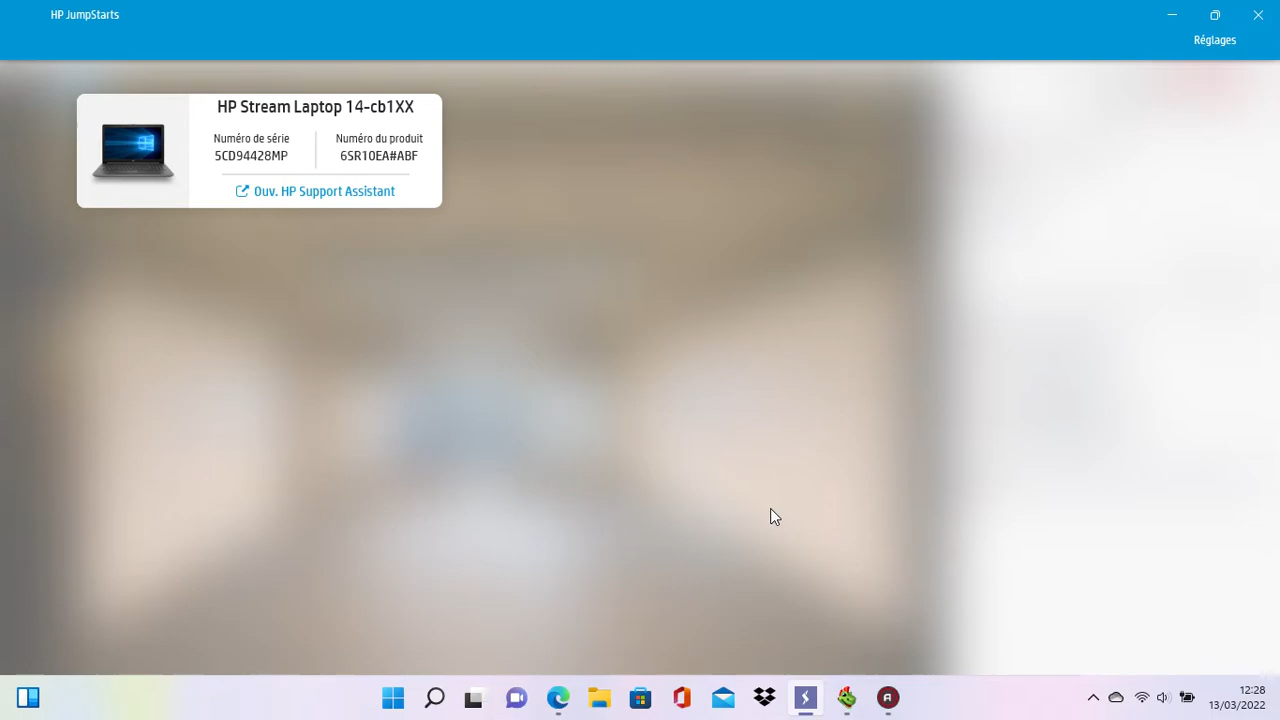 HP JumpStarts
Réglages
HP Stream Laptop 14-cb1XX
Numéro de série
5CD94428MP
Numéro du produit
6SR10EA#ABF
Ouv. HP Support Assistant
12:28
13/03/2022